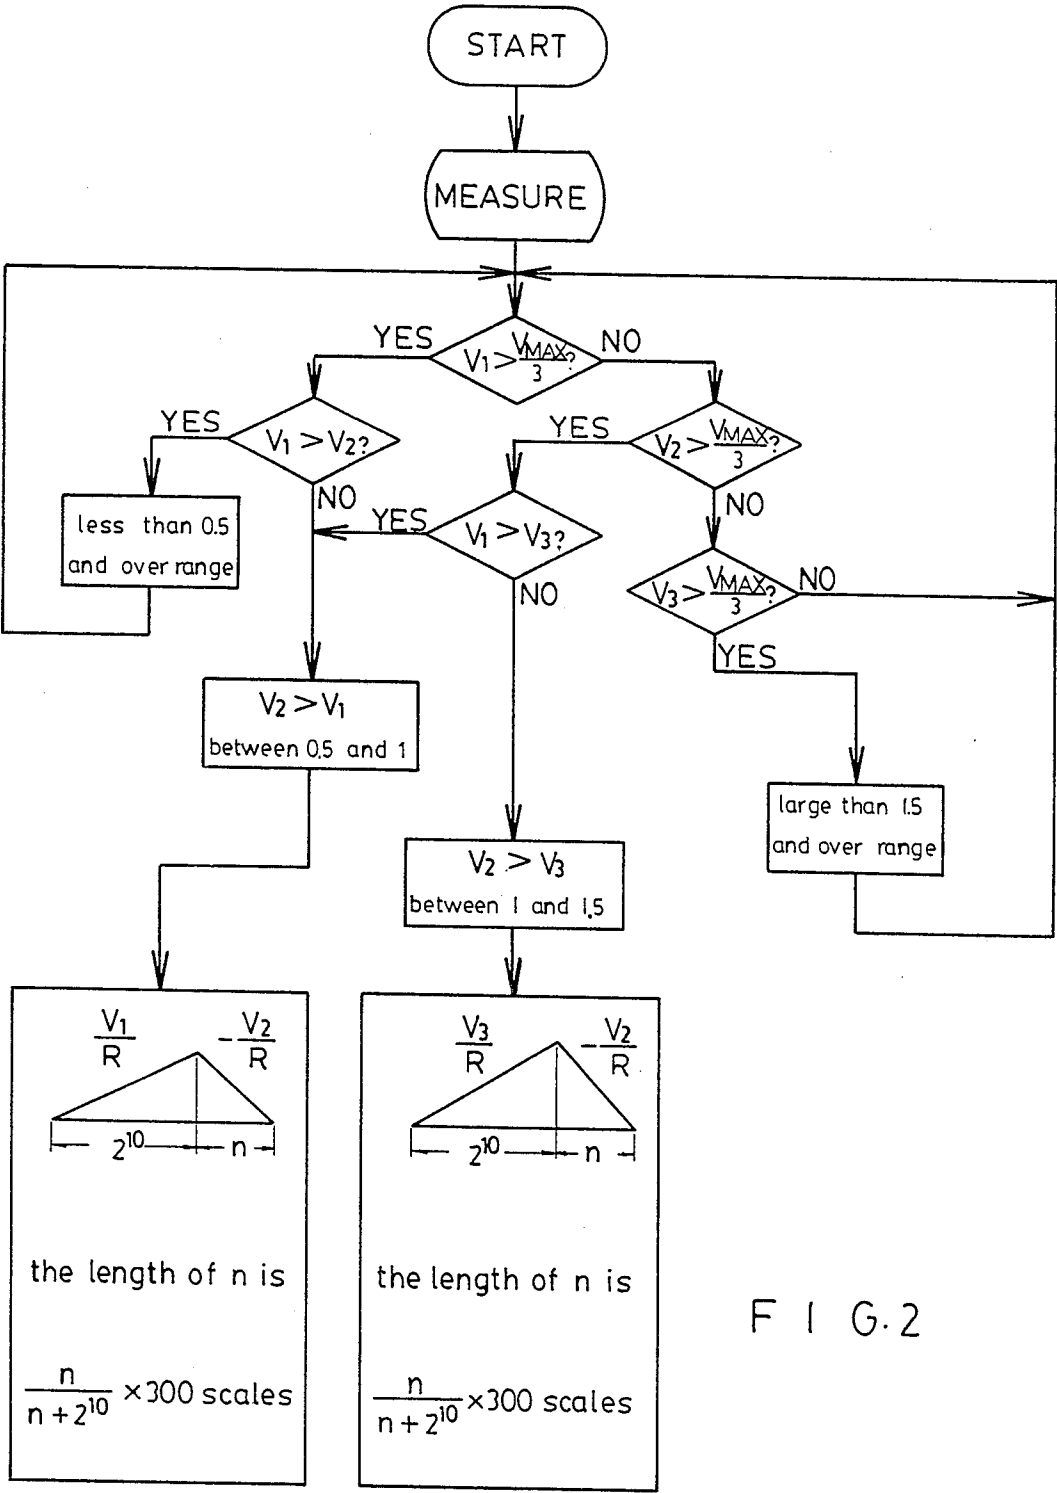 START
MEASURE
YES
V1 > VMAX/3?
NO
YES
V1 > V2?
YES
V2 > VMAX/3?
NO
NO
less than 0.5
and over range
YES
V1 > V3?
NO
V3 > VMAX/3?
NO
YES
V2 > V1
between 0.5 and 1
large than 1.5
and over range
V2 > V3
between 1 and 1.5
V1/R
-V2/R
2^10
n
the length of n is
n/(n + 2^10) × 300 scales
V3/R
-V2/R
2^10
n
the length of n is
n/(n + 2^10) × 300 scales
F I G. 2